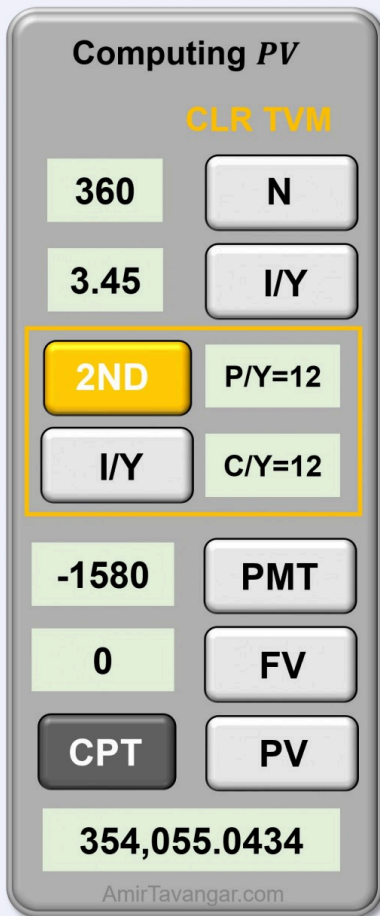 Computing PV
CLR TVM
360 N
3.45 I/Y
2ND P/Y=12
I/Y C/Y=12
-1580 PMT
0 FV
CPT PV
354,055.0434
AmirTavangar.com